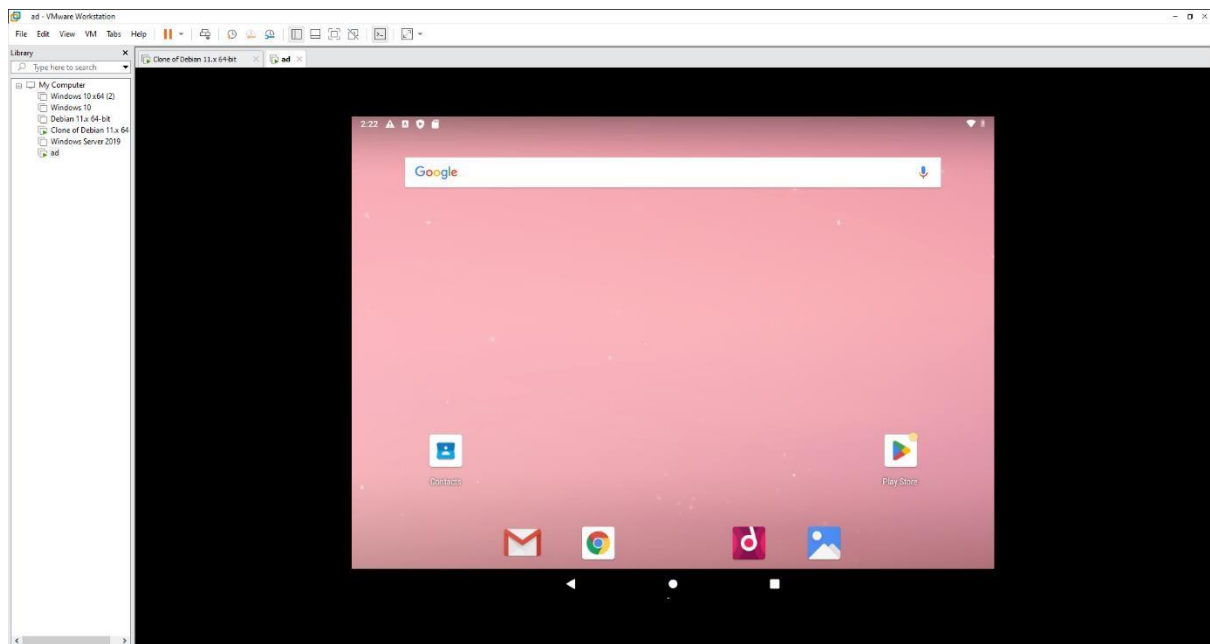 ad - VMware Workstation
File Edit View VM Tabs Help
Library
Type here to search
My Computer
Windows 10 x64 (2)
Windows 10
Debian 11.x 64-bit
Clone of Debian 11.x 64
Windows Server 2019
ad
Clone of Debian 11.x 64-bit
ad
2:22
Google
Contacts
Play Store